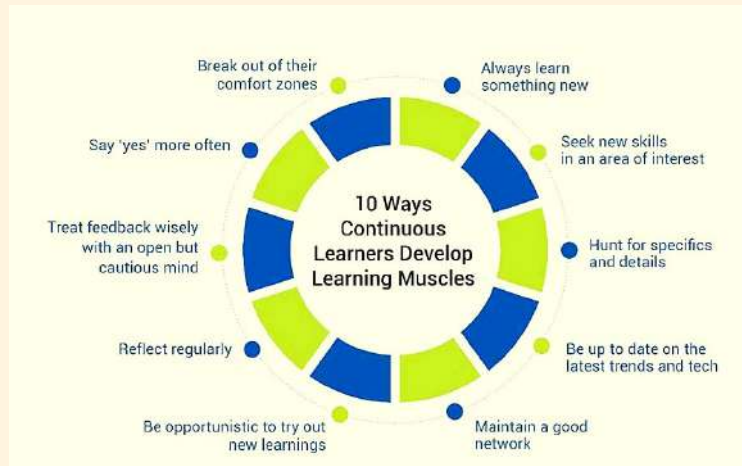 10 Ways
Continuous
Learners Develop
Learning Muscles
Always learn
something new
Seek new skills
in an area of interest
Hunt for specifics
and details
Be up to date on the
latest trends and tech
Maintain a good
network
Be opportunistic to try out
new learnings
Reflect regularly
Treat feedback wisely
with an open but
cautious mind
Say 'yes' more often
Break out of their
comfort zones